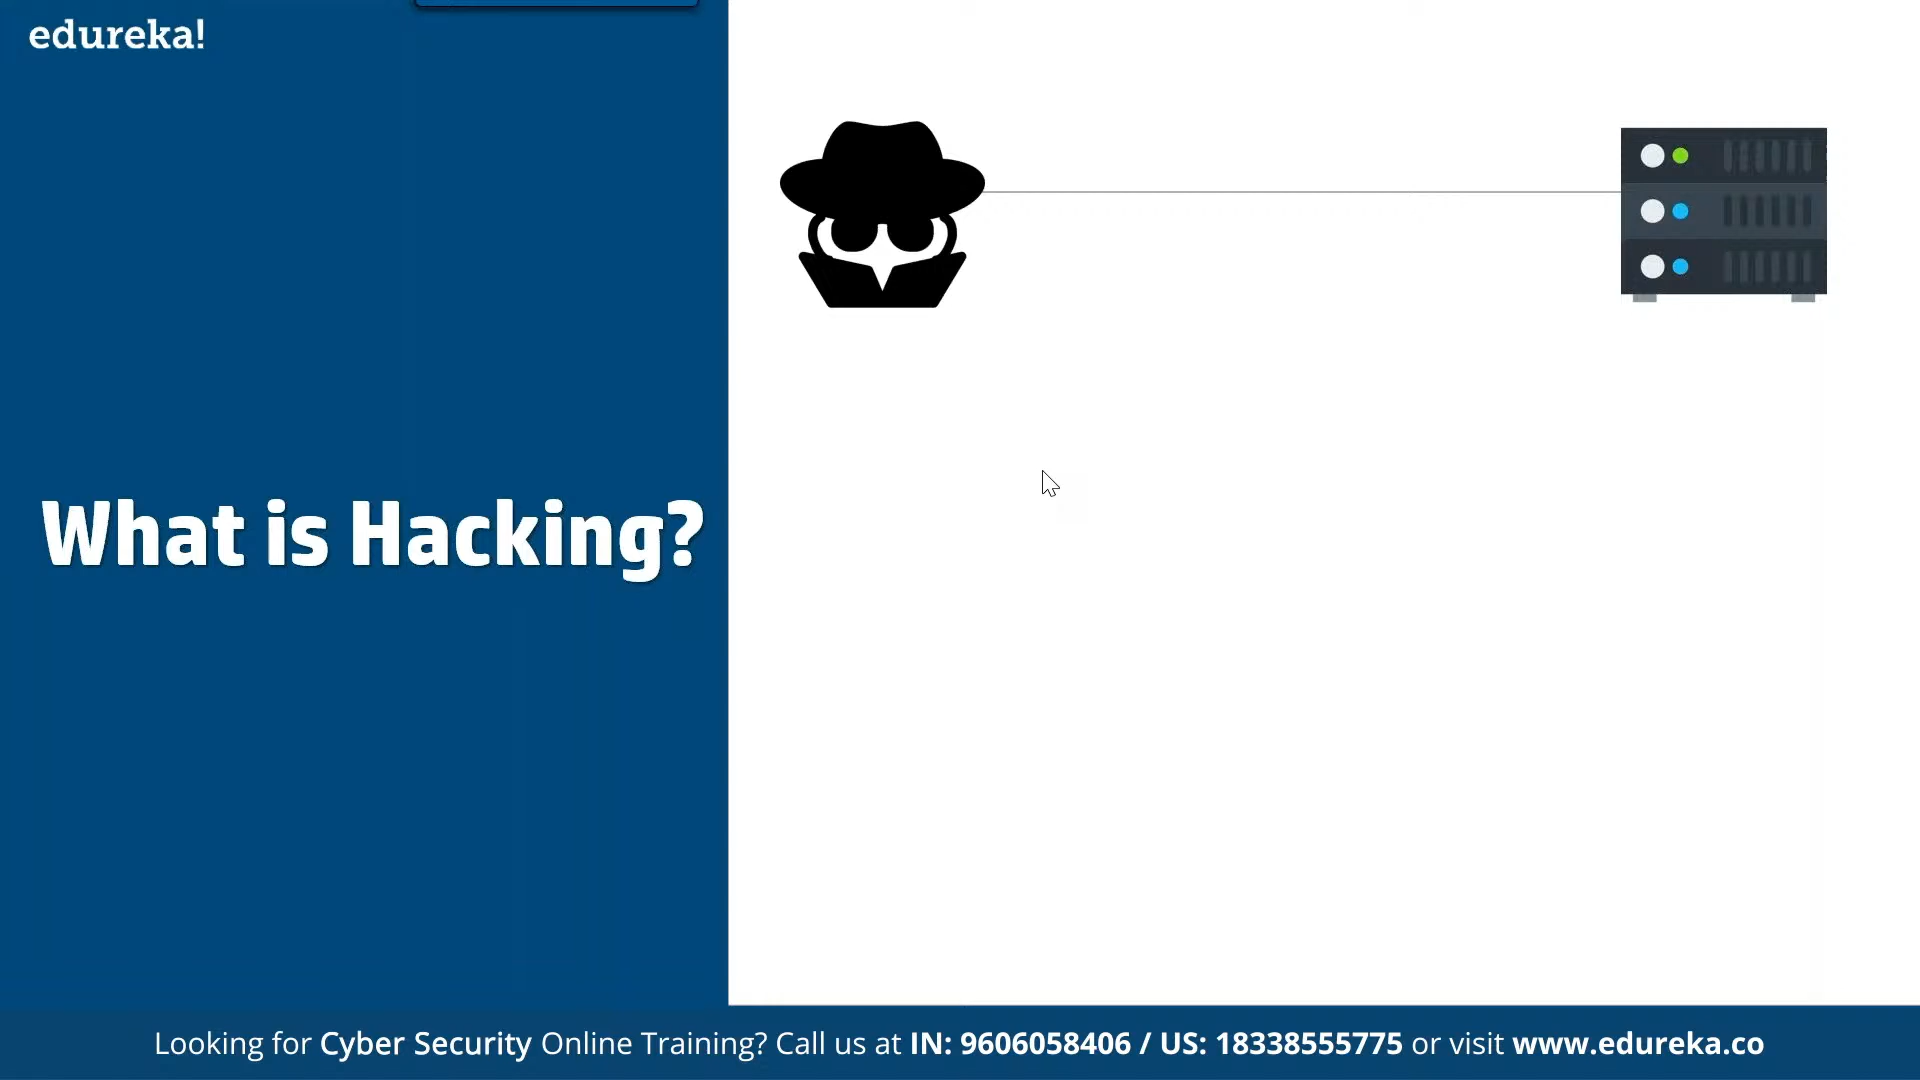 edureka!
What is Hacking?
Looking for Cyber Security Online Training? Call us at IN: 9606058406 / US: 18338555775 or visit www.edureka.co